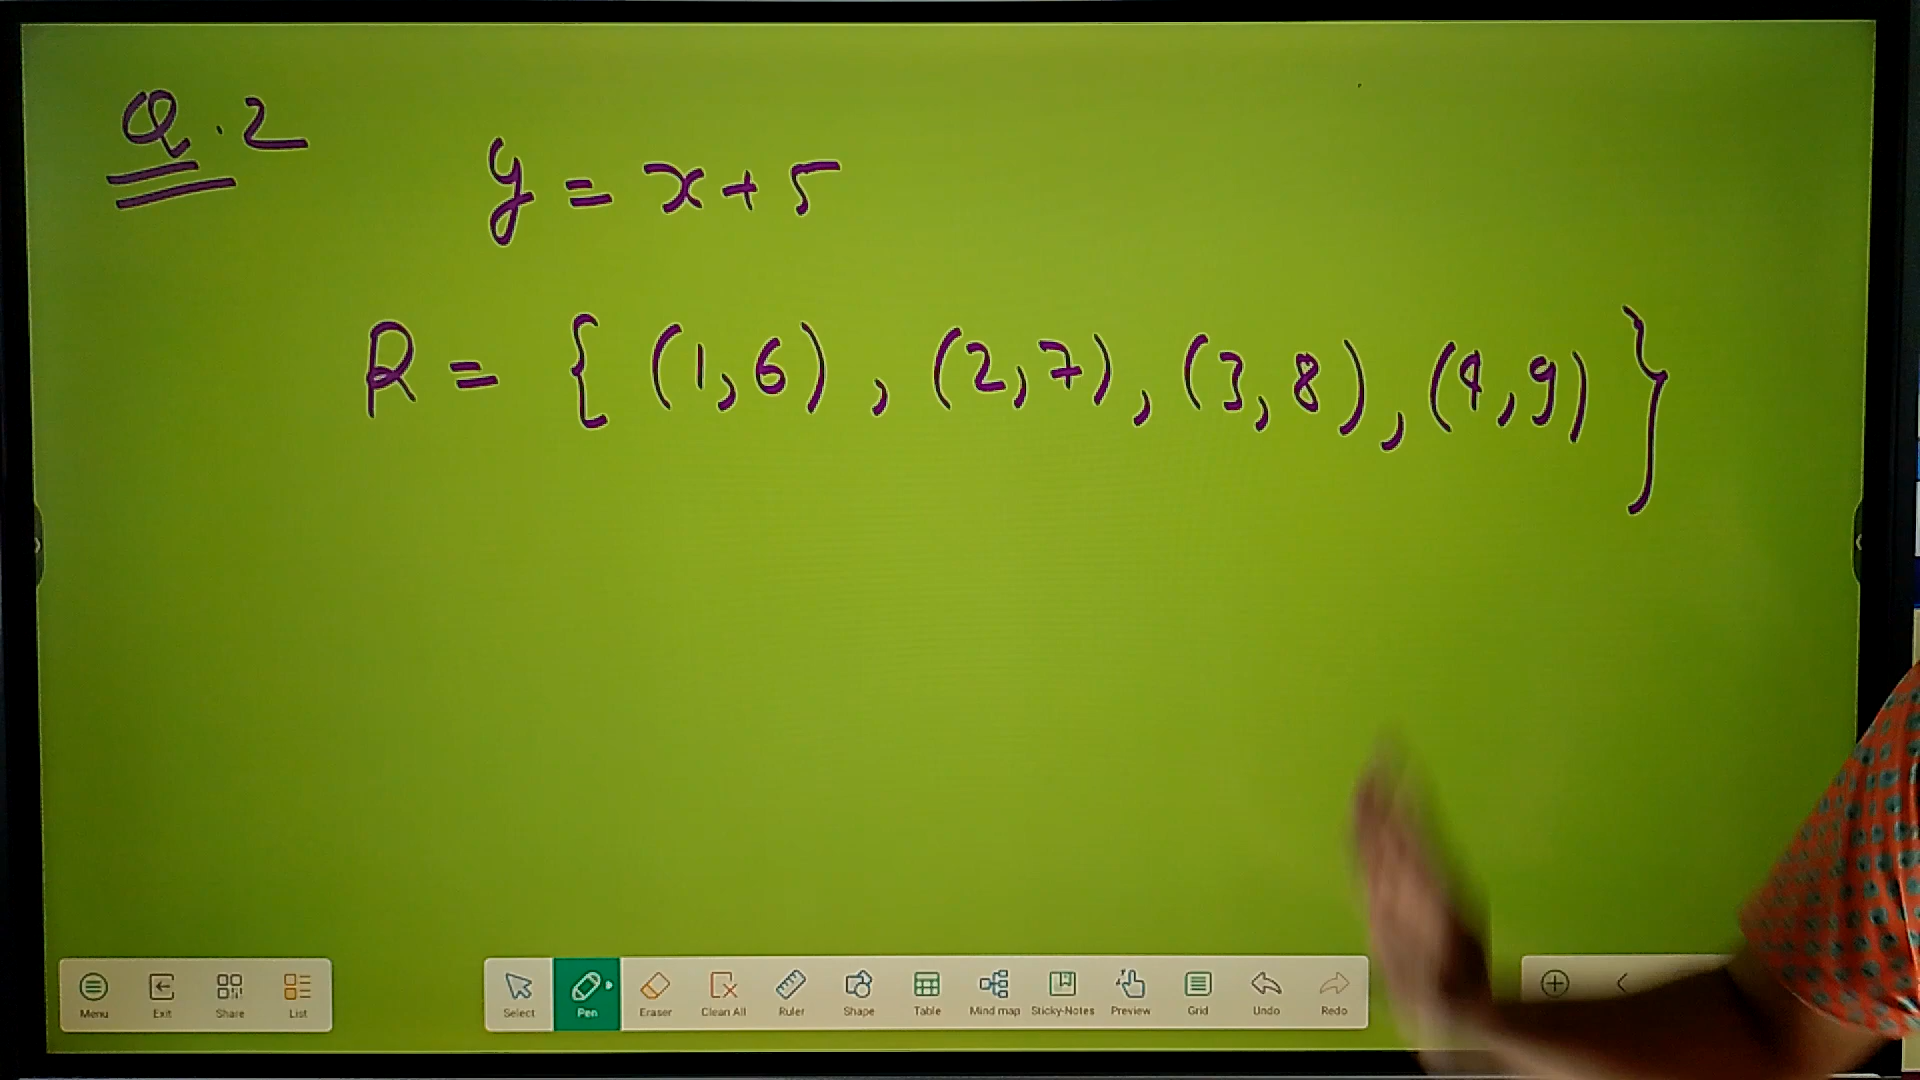 Q.2
y = x+5
R = { (1,6) , (2,7) , (3,8) , (4,9) }
Menu Exit Share List Select Pen Eraser Clean All Ruler Shape Table Mind map Sticky-Notes Preview Grid Undo Redo